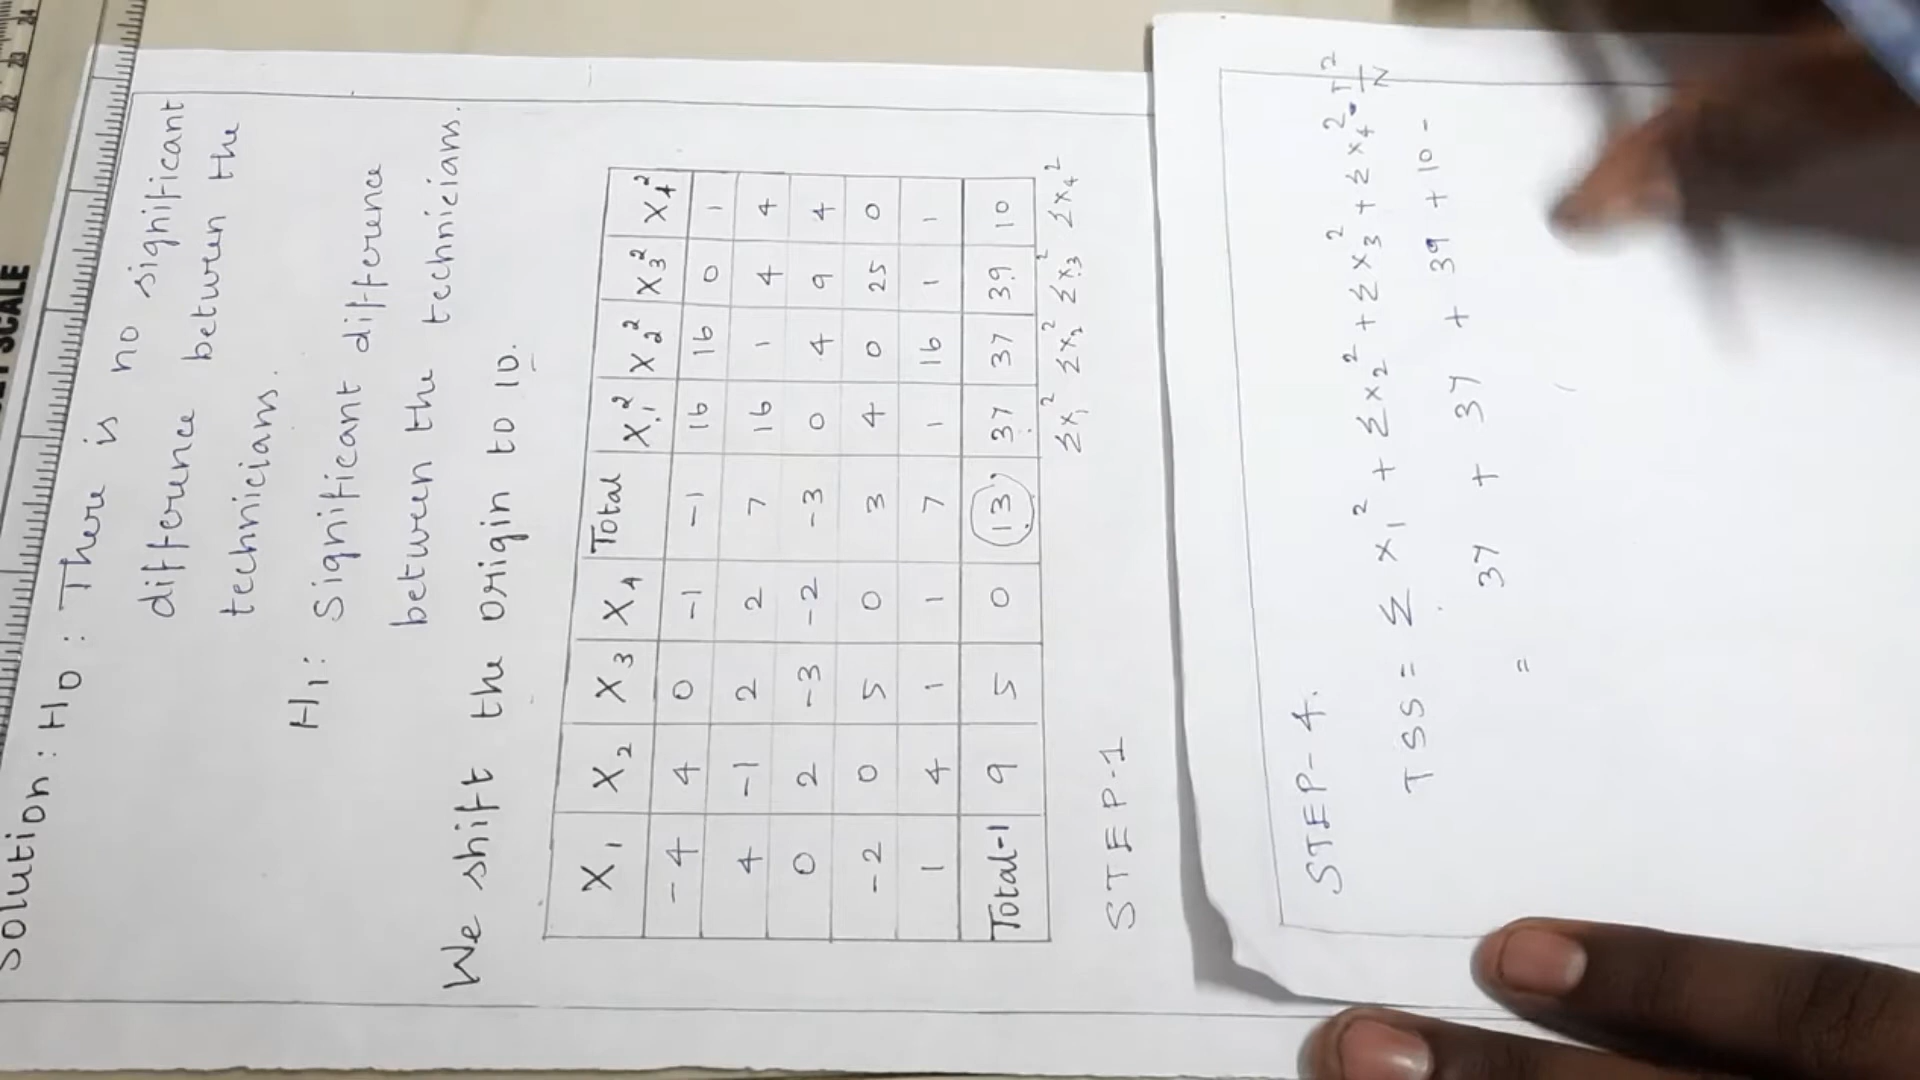 SCALE
24
23
22
Solution: H0: There is no significant
difference between the
technicians.
H1: Significant difference
between the technicians.
We shift the origin to 10.
X1 X2 X3 X4 Total X1² X2² X3² X4²
-4 4 0 -1 -1 16 16 0 1
4 -1 2 2 7 16 1 4 4
0 2 -3 -2 -3 0 4 9 4
-2 0 5 0 3 4 0 25 0
1 4 1 1 7 1 16 1 1
Total-1 9 5 0 13 37 37 39 10
Σx1² Σx2² Σx3² Σx4²
STEP-1
STEP-4.
TSS = Σx1² + Σx2² + Σx3² + Σx4² - T²/N
37 + 37 + 39 + 10 -
=